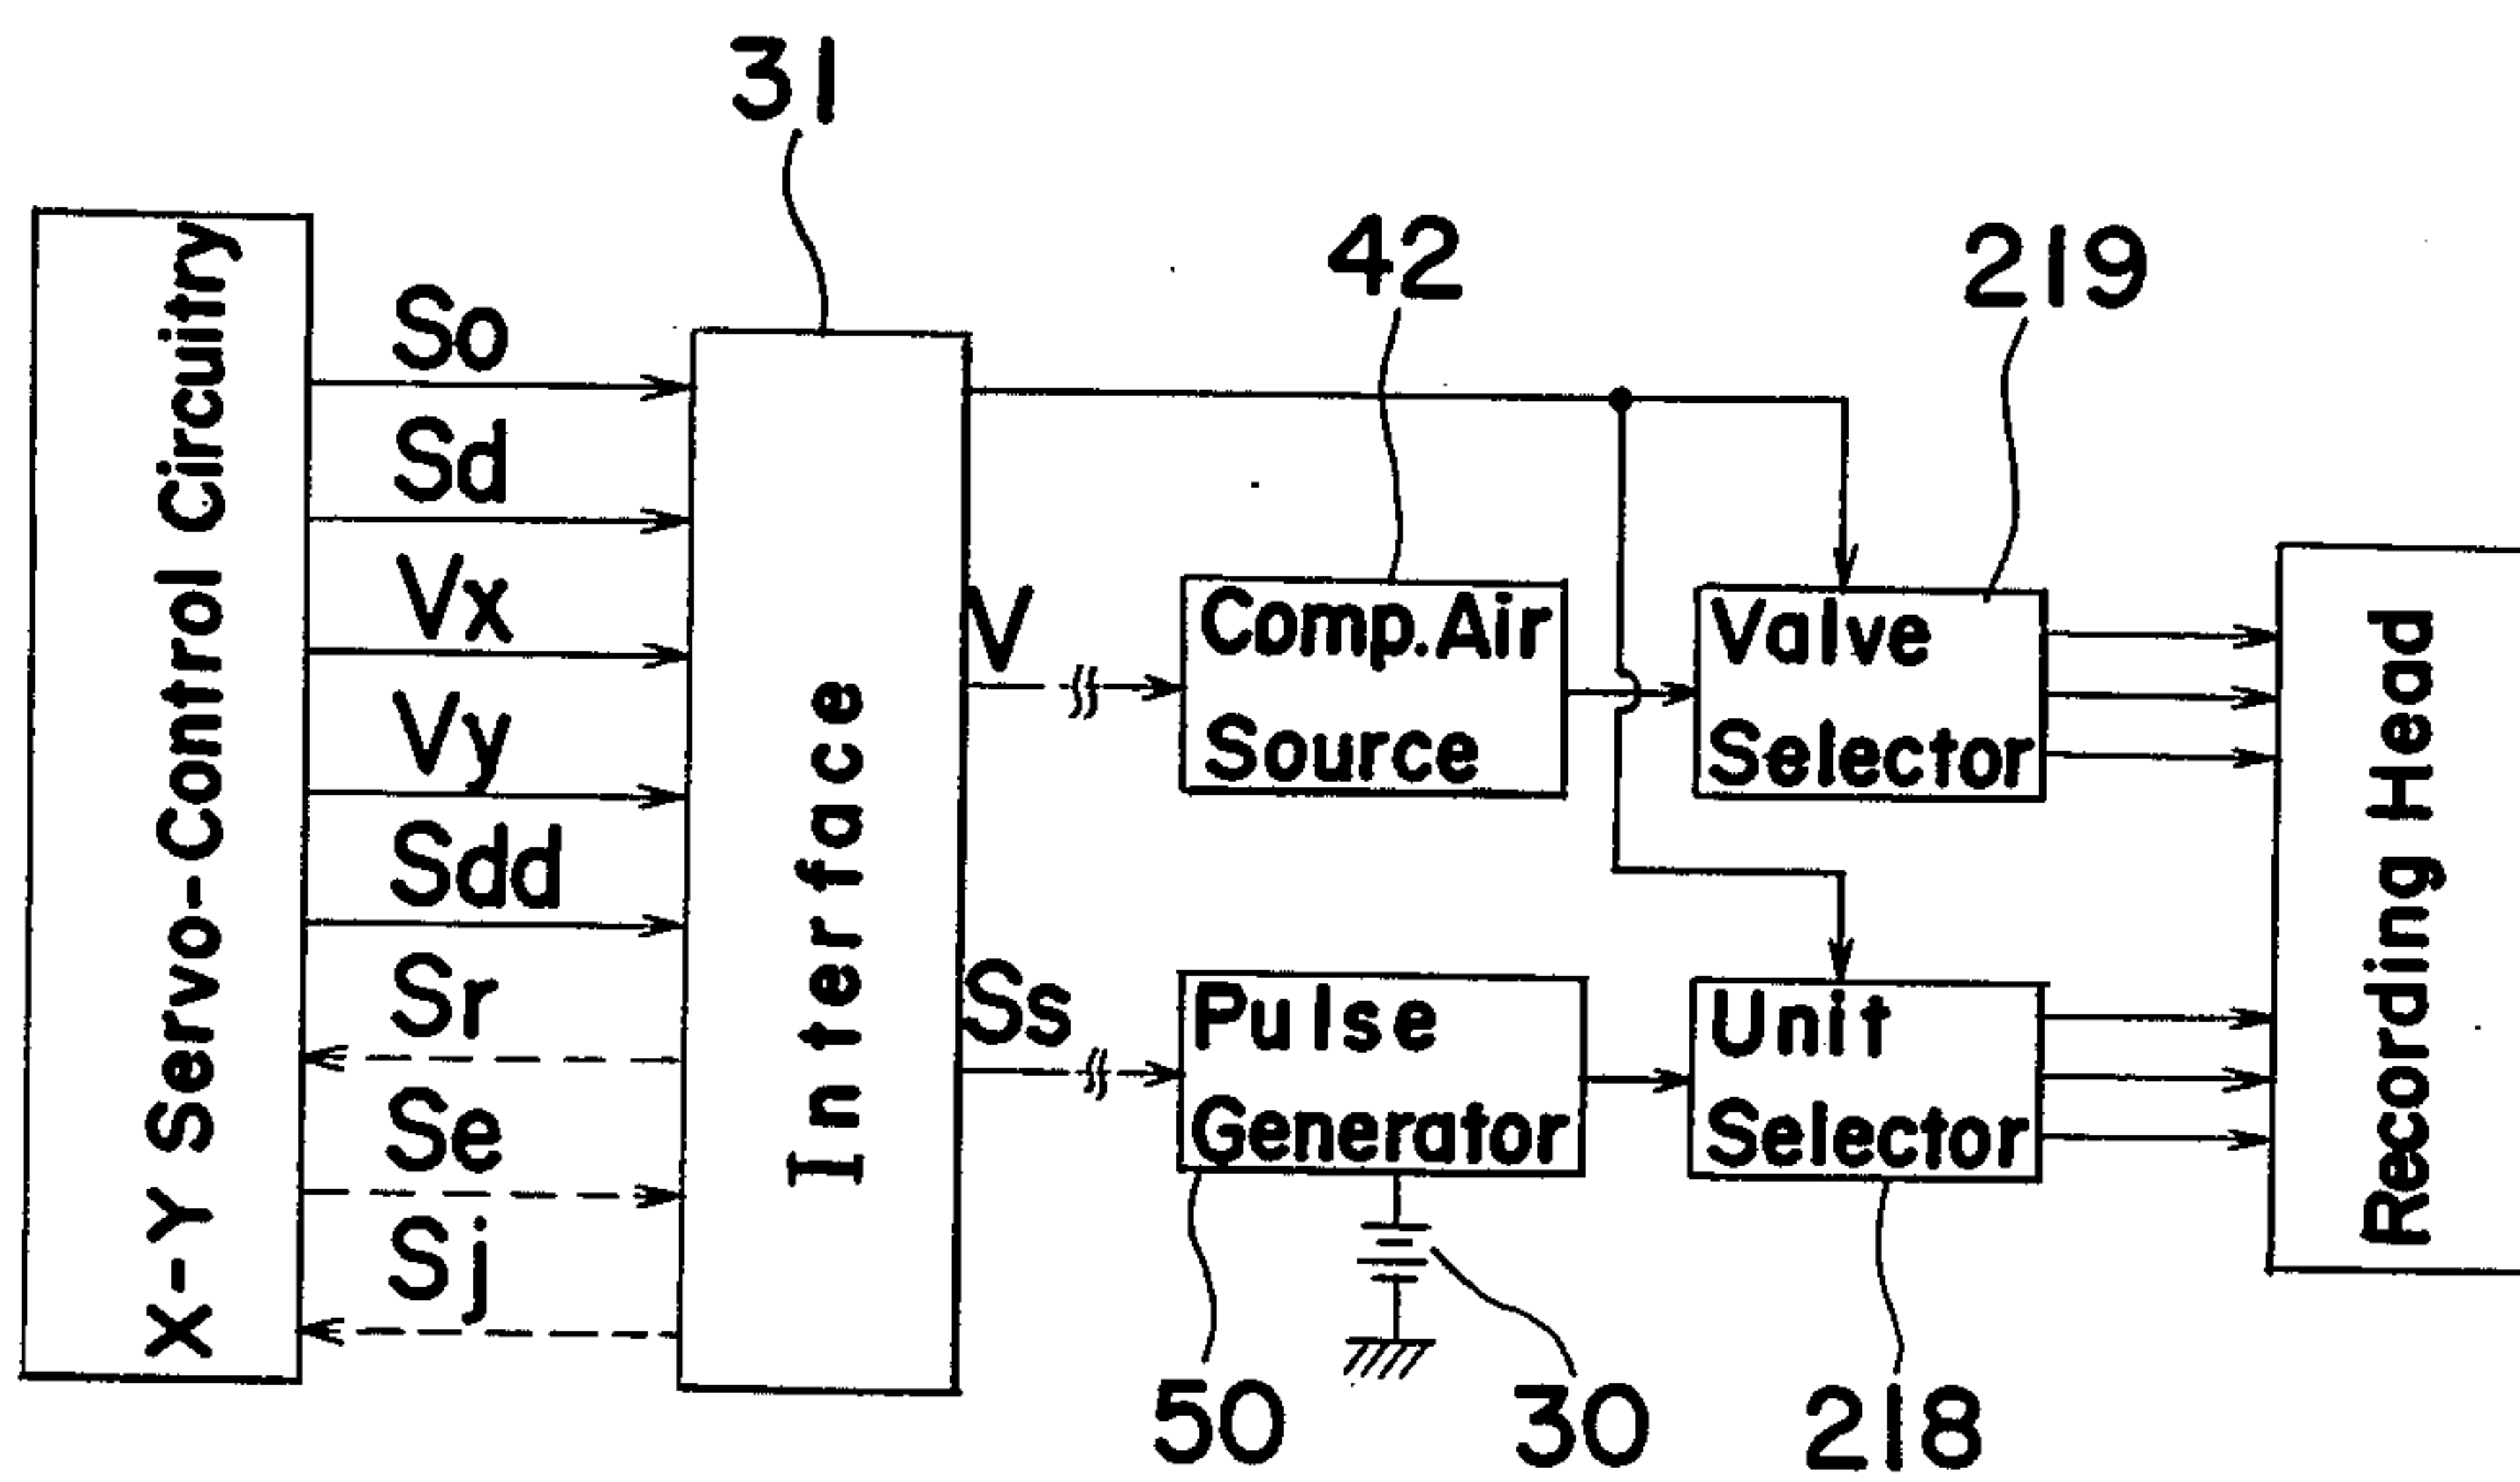 31
42
219
X-Y Servo-Control Circuitry
So
Sd
Vx
Vy
Sdd
Sr
Se
Sj
Interface
V
Ss
Comp. Air
Source
Valve
Selector
Pulse
Generator
Unit
Selector
Recording Head
50
30
218